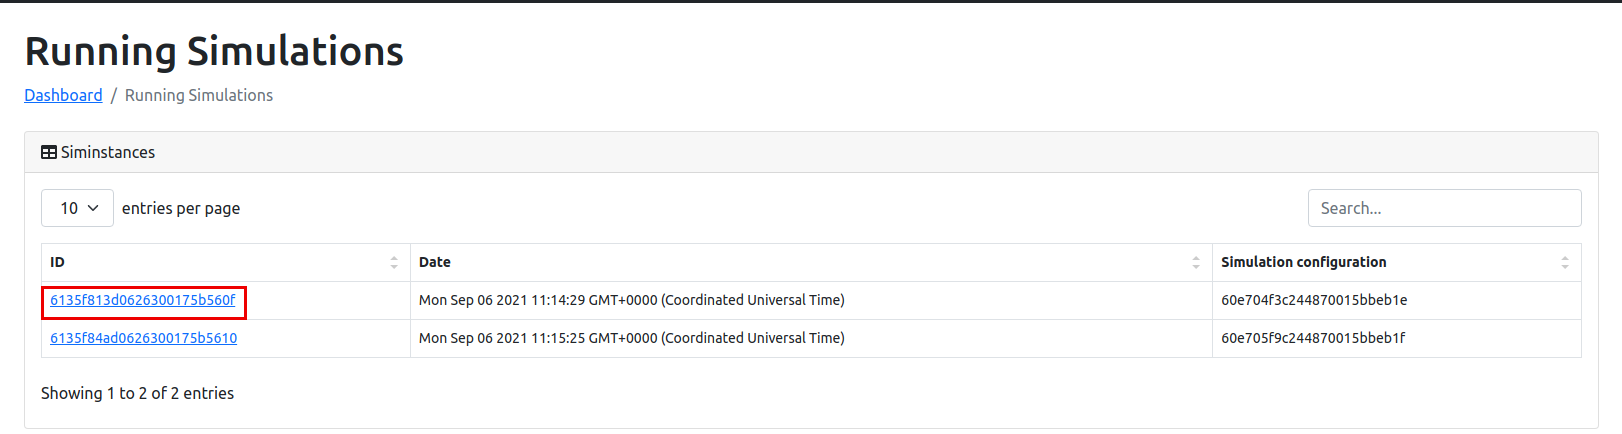 Running Simulations
Dashboard / Running Simulations
Siminstances
10 entries per page Search...
ID Date Simulation configuration
6135f813d0626300175b560f Mon Sep 06 2021 11:14:29 GMT+0000 (Coordinated Universal Time) 60e704f3c244870015bbeb1e
6135f84ad0626300175b5610 Mon Sep 06 2021 11:15:25 GMT+0000 (Coordinated Universal Time) 60e705f9c244870015bbeb1f
Showing 1 to 2 of 2 entries